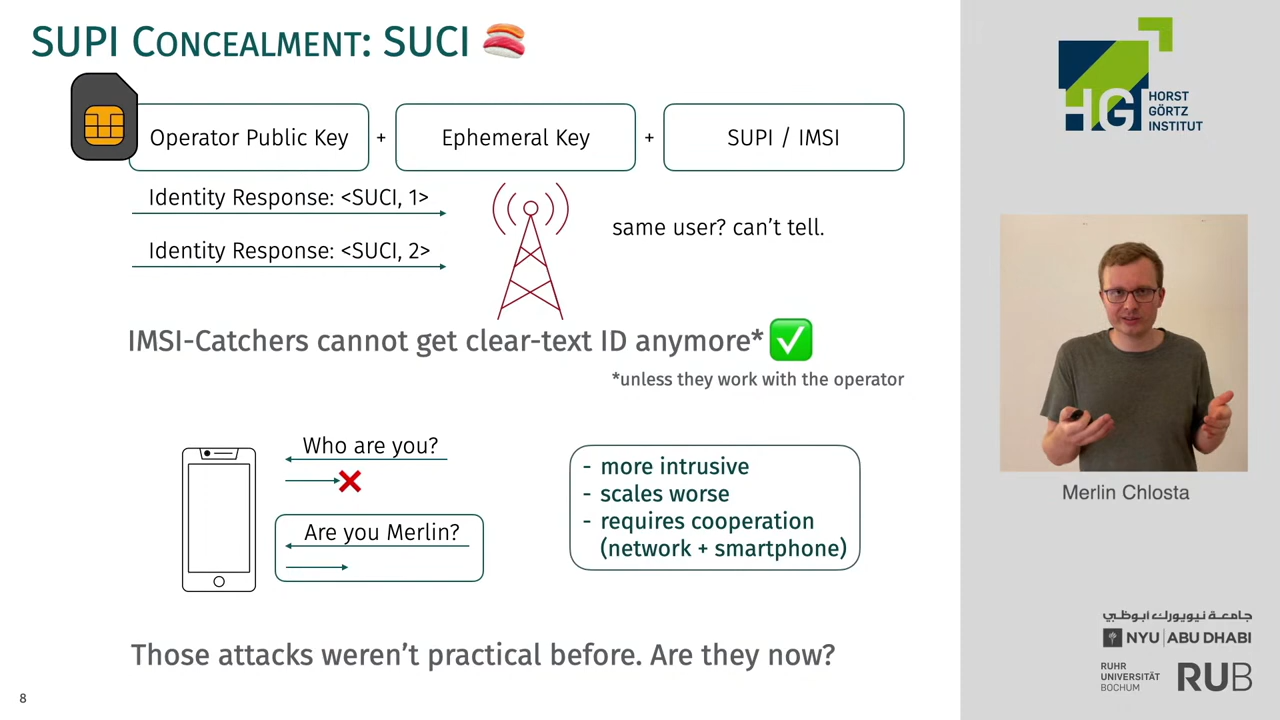 SUPI CONCEALMENT: SUCI
Operator Public Key + Ephemeral Key + SUPI / IMSI
Identity Response: <SUCI, 1>
Identity Response: <SUCI, 2>
same user? can't tell.
IMSI-Catchers cannot get clear-text ID anymore*
*unless they work with the operator
Who are you?
Are you Merlin?
- more intrusive
- scales worse
- requires cooperation
(network + smartphone)
Those attacks weren't practical before. Are they now?
8
HGI HORST
GÖRTZ
INSTITUT
Merlin Chlosta
جامعة نيويورك أبوظبي
NYU | ABU DHABI
RUHR
UNIVERSITÄT
BOCHUM
RUB